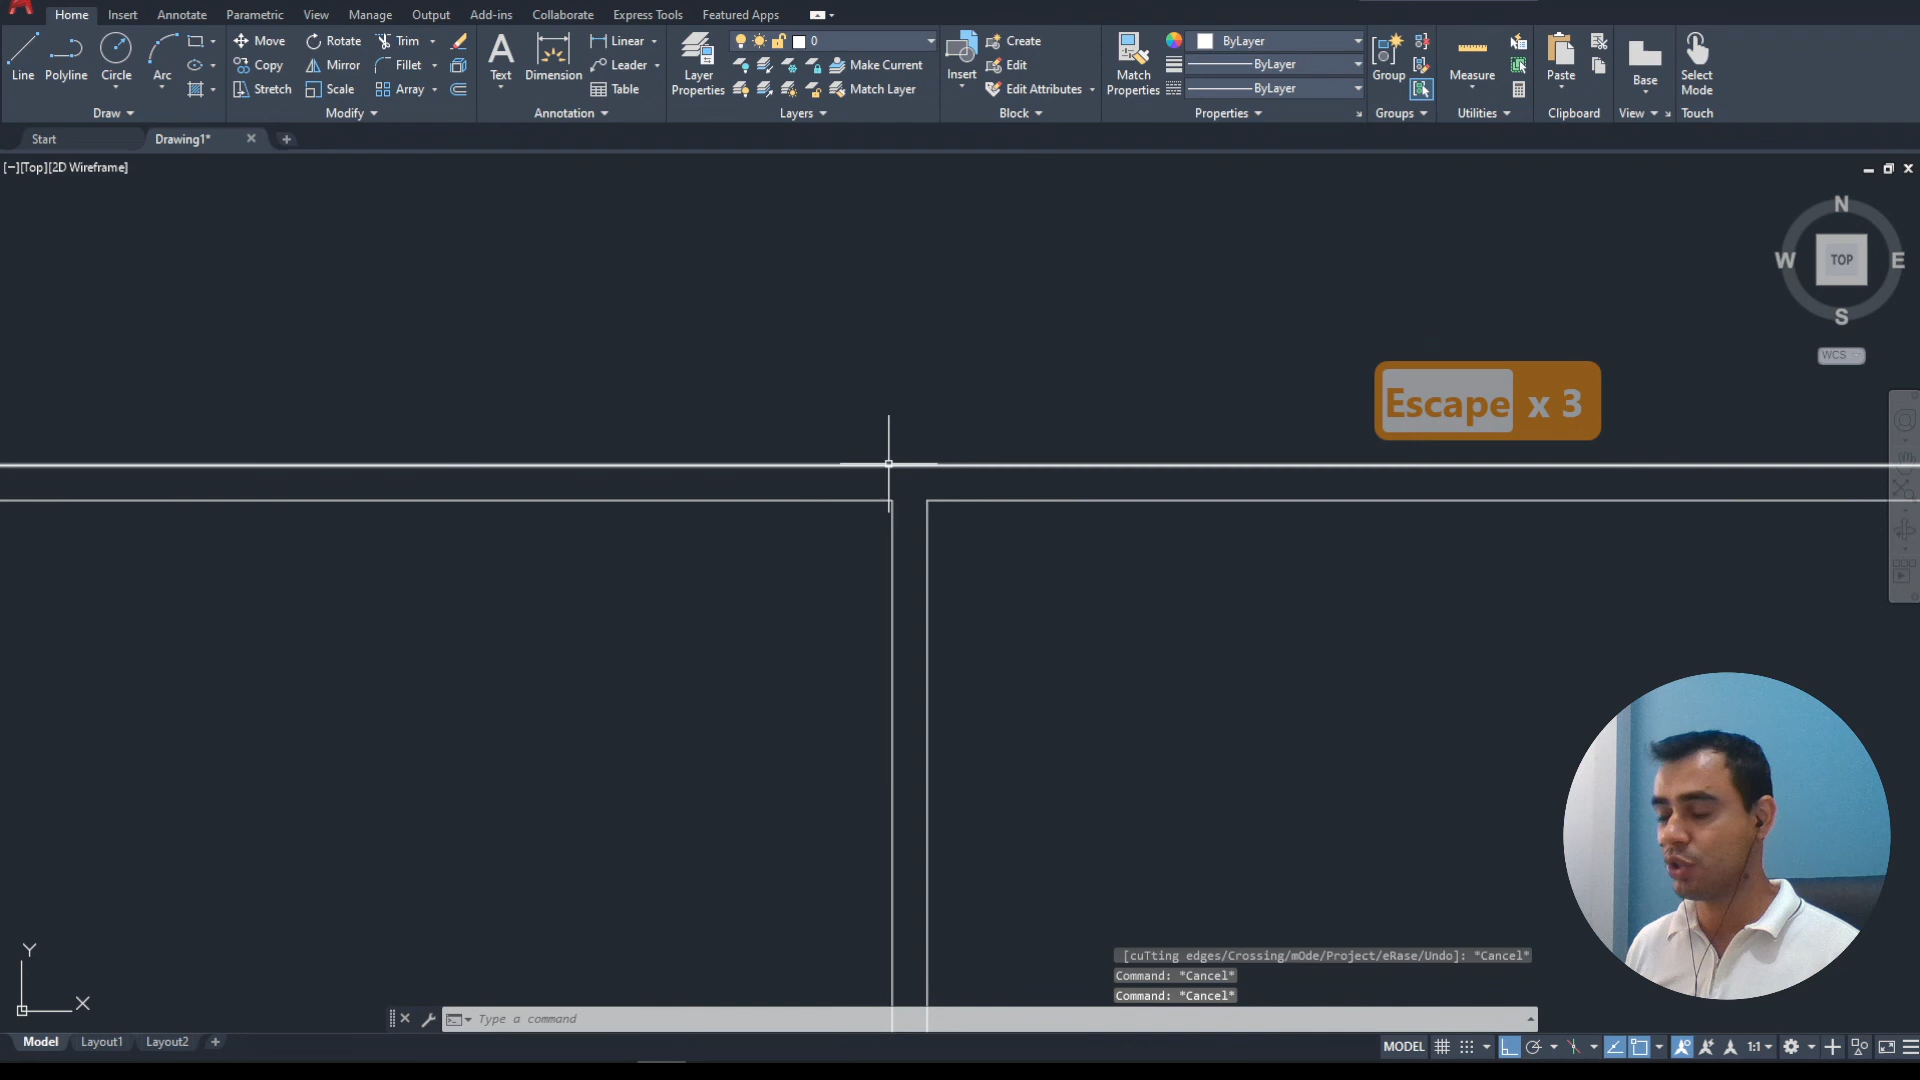 Home Insert Annotate Parametric View Manage Output Add-ins Collaborate Express Tools Featured Apps
Line Polyline Circle Arc
Draw
Move Rotate Trim
Copy Mirror Fillet
Stretch Scale Array
Modify
Text Dimension
Linear
Leader
Table
Annotation
Layer Properties
0
Make Current
Match Layer
Layers
Insert
Create
Edit
Edit Attributes
Block
Match Properties
ByLayer
ByLayer
ByLayer
Properties
Group
Groups
Measure
Utilities
Paste
Clipboard
Base
View
Select Mode
Touch
Start Drawing1*
[−][Top][2D Wireframe]
N
W TOP E
S
WCS
Escape x 3
Y
X
[cuTting edges/Crossing/mOde/Project/eRase/Undo]: *Cancel*
Command: *Cancel*
Command: *Cancel*
Type a command
Model Layout1 Layout2
MODEL 1:1